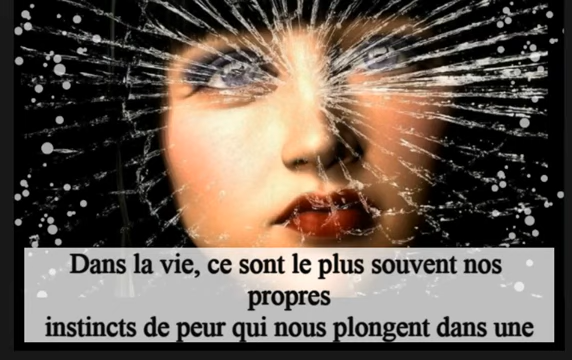 Dans la vie, ce sont le plus souvent nos
propres
instincts de peur qui nous plongent dans une